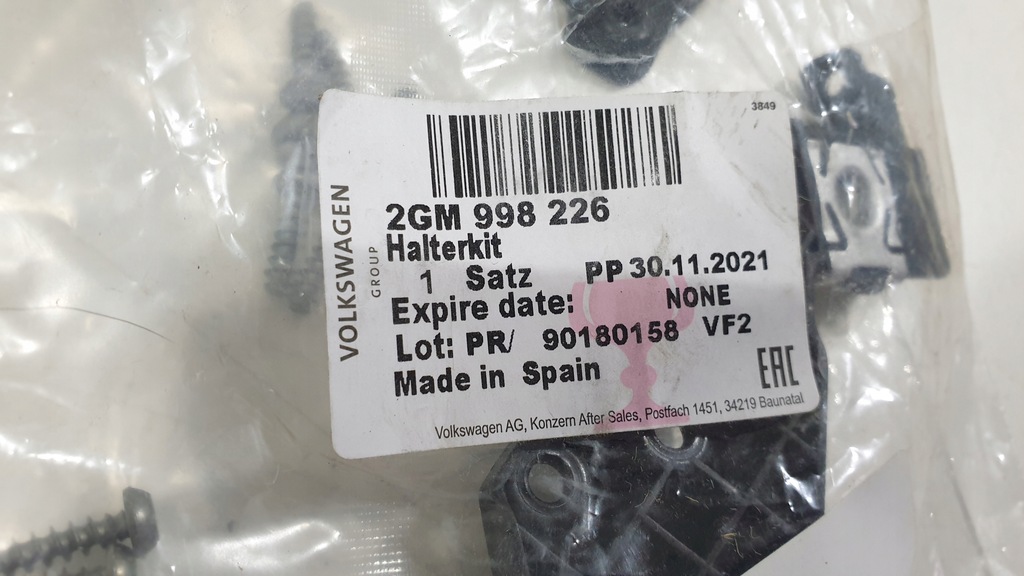 3849
VOLKSWAGEN
GROUP
2GM 998 226
Halterkit
1 Satz PP 30.11.2021
Expire date: NONE
Lot: PR/ 90180158 VF2
Made in Spain
EAC
Volkswagen AG, Konzern After Sales, Postfach 1451, 34219 Baunatal